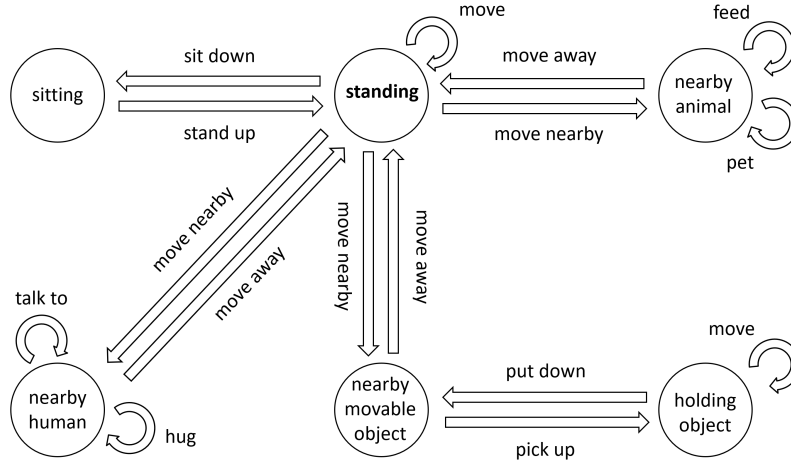 move
feed
sit down
move away
sitting
standing
nearby
animal
stand up
move nearby
pet
move nearby
move away
move nearby
move away
talk to
move
nearby
human
hug
nearby
movable
object
put down
holding
object
pick up